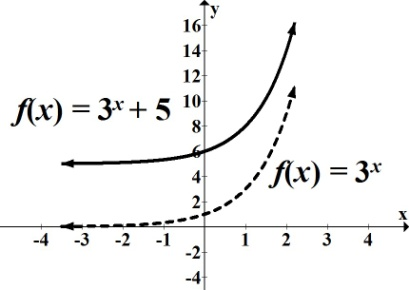 y
16
14
12
f(x) = 3ˣ + 5
10
8
6
4
f(x) = 3ˣ
2
x
-4 -3 -2 -1 1 2 3 4
-2
-4